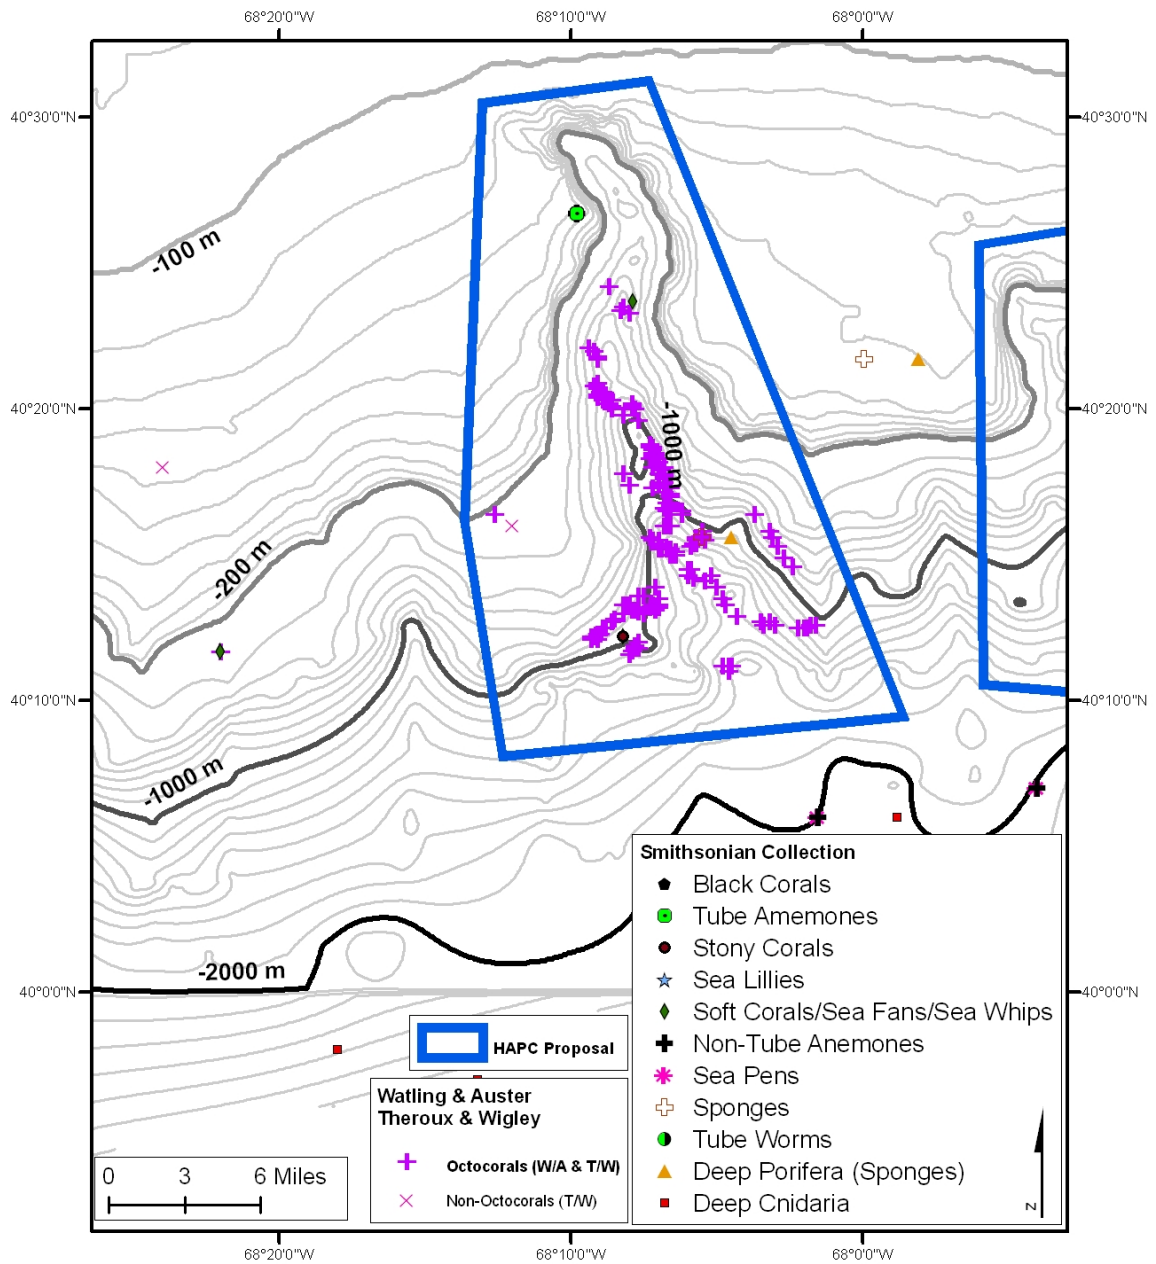 68°20'0"W
68°10'0"W
68°0'0"W
40°30'0"N
40°30'0"N
-100 m
40°20'0"N
-1000 m
40°20'0"N
-200 m
40°10'0"N
40°10'0"N
-1000 m
-2000 m
40°0'0"N
40°0'0"N
Smithsonian Collection
Black Corals
Tube Amemones
Stony Corals
Sea Lillies
Soft Corals/Sea Fans/Sea Whips
Non-Tube Anemones
Sea Pens
Sponges
Tube Worms
Deep Porifera (Sponges)
Deep Cnidaria
HAPC Proposal
Watling & Auster
Theroux & Wigley
Octocorals (W/A & T/W)
Non-Octocorals (T/W)
0 3 6 Miles
N
68°20'0"W
68°10'0"W
68°0'0"W